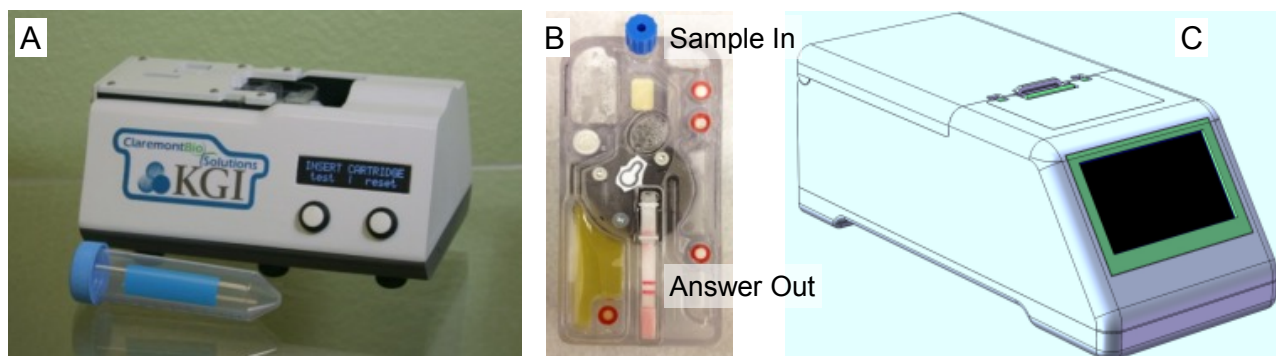 A
ClaremontBio
Solutions
KGI
INSERT CARTRIDGE
test | reset
B
Sample In
Answer Out
C